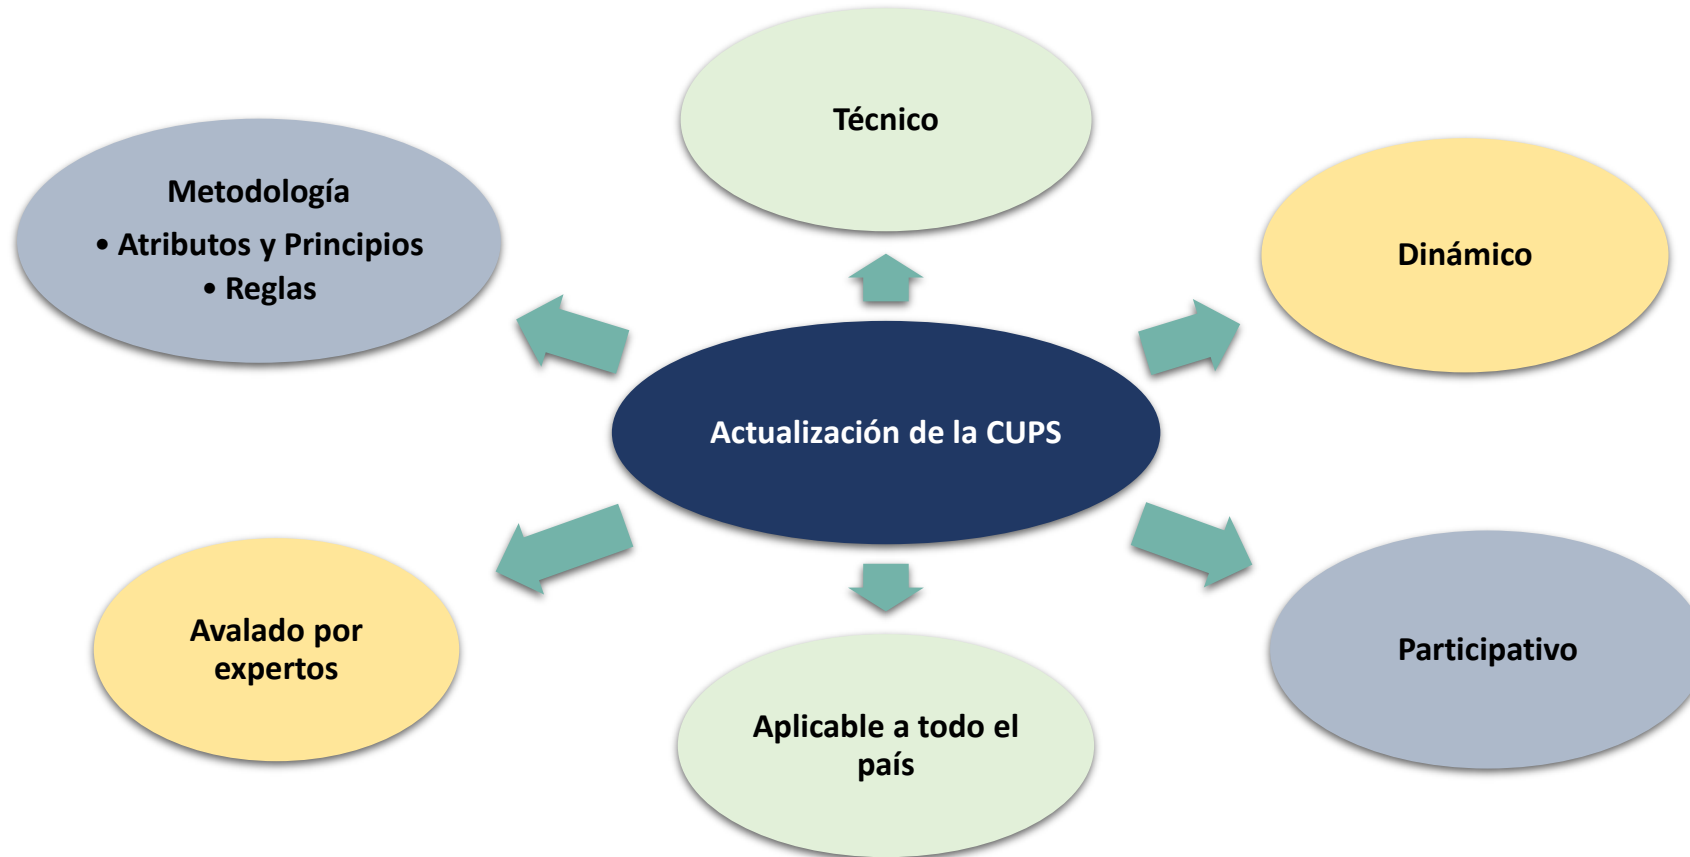 Técnico
Metodología
• Atributos y Principios
• Reglas
Dinámico
Actualización de la CUPS
Avalado por
expertos
Participativo
Aplicable a todo el
país